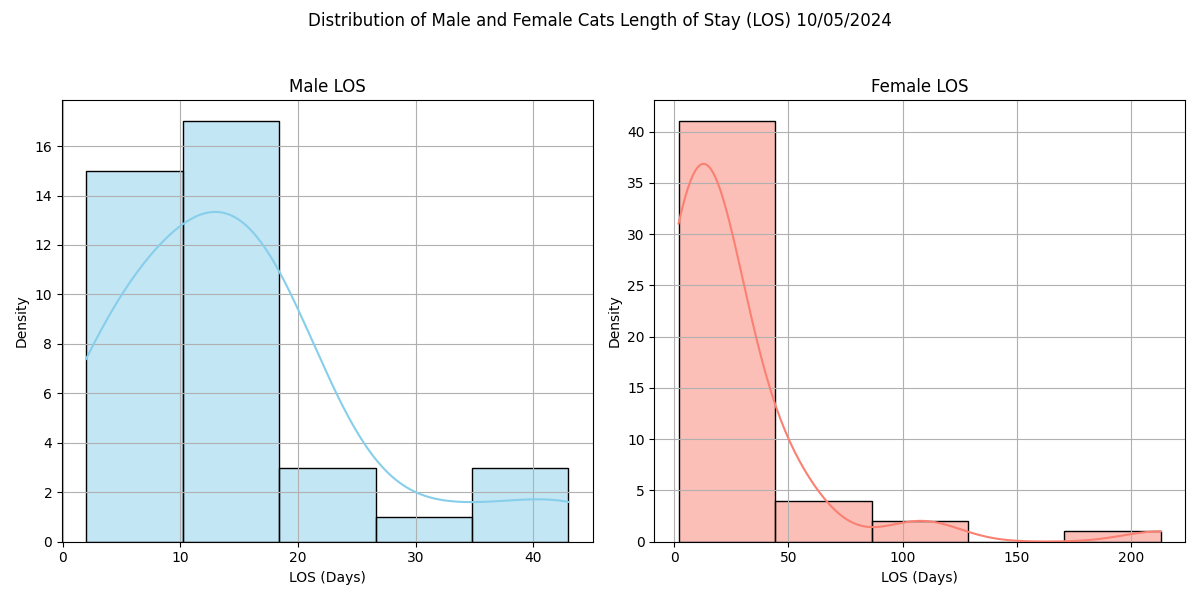 Distribution of Male and Female Cats Length of Stay (LOS) 10/05/2024
Male LOS
Density
16
14
12
10
8
6
4
2
0
0 10 20 30 40
LOS (Days)
Female LOS
Density
40
35
30
25
20
15
10
5
0
0 50 100 150 200
LOS (Days)